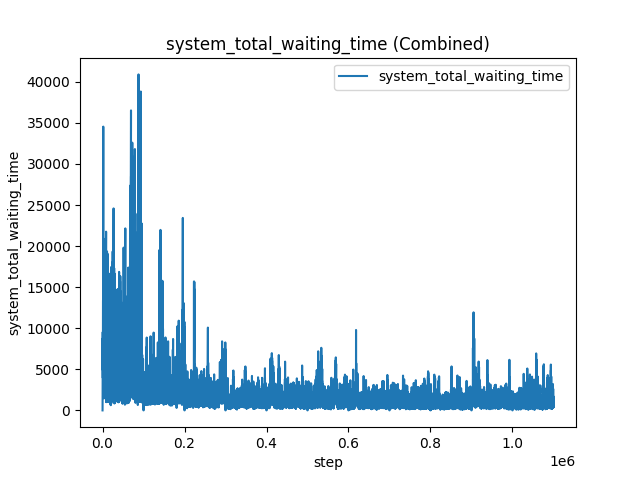 system_total_waiting_time (Combined)
system_total_waiting_time
system_total_waiting_time
40000
35000
30000
25000
20000
15000
10000
5000
0
0.0 0.2 0.4 0.6 0.8 1.0
1e6
step